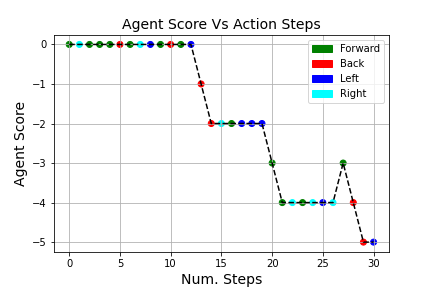 Agent Score Vs Action Steps
Agent Score
0
−1
−2
−3
−4
−5
Forward
Back
Left
Right
0 5 10 15 20 25 30
Num. Steps